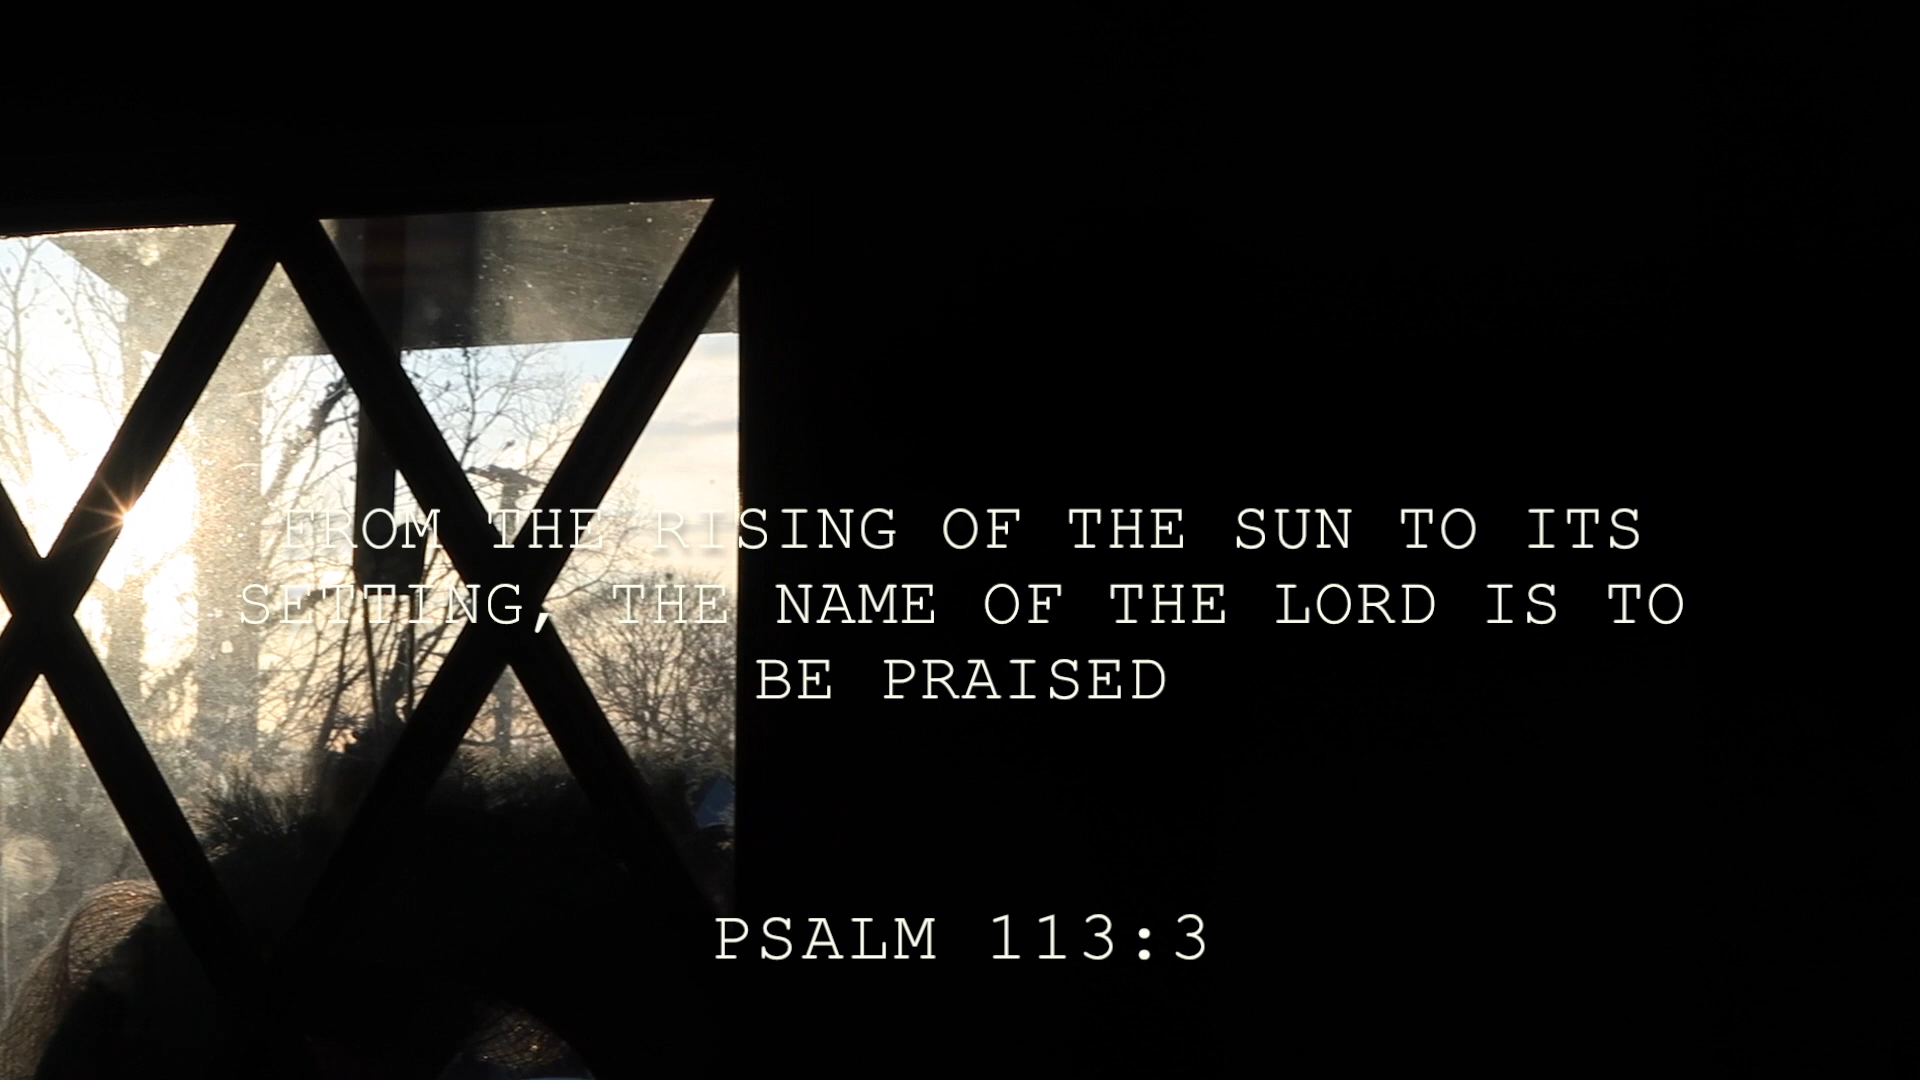 FROM THE RISING OF THE SUN TO ITS
SETTING, THE NAME OF THE LORD IS TO
BE PRAISED
PSALM 113:3